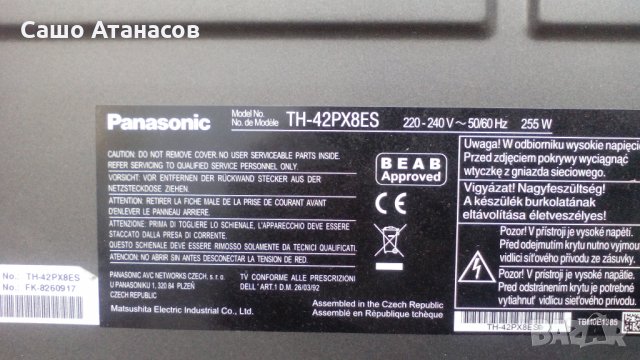 Сашо Атанасов
Panasonic
Model No.
No. de Modèle
TH-42PX8ES
220 - 240 V ~ 50/60 Hz 255 W
CAUTION: DO NOT REMOVE COVER. NO USER SERVICEABLE PARTS INSIDE.
REFER SERVICING TO QUALIFIED SERVICE PERSONNEL ONLY.
VORSICHT: VOR ENTFERNEN DER RÜCKWAND STECKER AUS DER
NETZSTECKDOSE ZIEHEN.
ATTENTION: RETIRER LA FICHE MALE DE LA PRISE DE COURANT AVANT
D'ENLEVER LE PANNEAU ARRIERE.
ATTENZIONE: PRIMA DI TOGLIERE LO SCHIENALE, L'APPARECCHIO DEVE ESSERE
STACCATO DALLA PRESA DI CORRENTE.
QUESTO SCHIENALE DEVE ESSERE RIMOSSO SOLAMENTE DA TECNICI QUALIFICATI
ATENCION: NO ABRIR SIN ANTES DESCONECTAR LA TENSION DE LA RED.
PANASONIC AVC NETWORKS CZECH, s. r. o.
U PANASONIKU 1, 320 84 PLZEN
CZECH REPUBLIC
TV CONFORME ALLE PRESCRIZIONI
DELL' ART.1 D.M. 26/03/92
Matsushita Electric Industrial Co., Ltd.
Assembled in the Czech Republic
Assemblé en République tchèque
BEAB
Approved
CE
Uwaga! W odbiorniku wysokie napięcie
Przed zdjęciem pokrywy wyciągnąć
wtyczkę z gniazda sieciowego.
Vigyázat! Nagyfeszültség!
A készülék burkolatának
eltávolítása életveszélyes!
Pozor! V přístroji je vysoké napětí.
Před odejmutím krytu nutno vyjmout
vidlici síťového přívodu ze zásuvky.
Pozor! V prístroji je vysoké napätie.
Pred odobratím krytu je potrebné
vytiahnuť vidlicu sieťového prívodu
No.: TH-42PX8ES
No.: FK-8260917
TH-42PX8ES
bazar